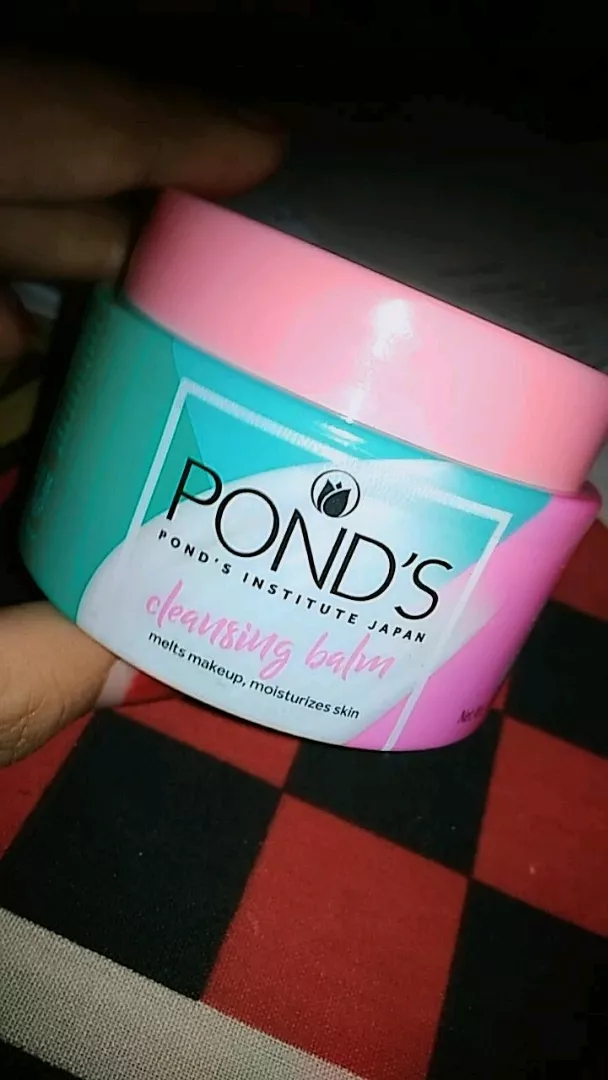 POND'S
POND'S INSTITUTE JAPAN
cleansing balm
melts makeup, moisturizes skin